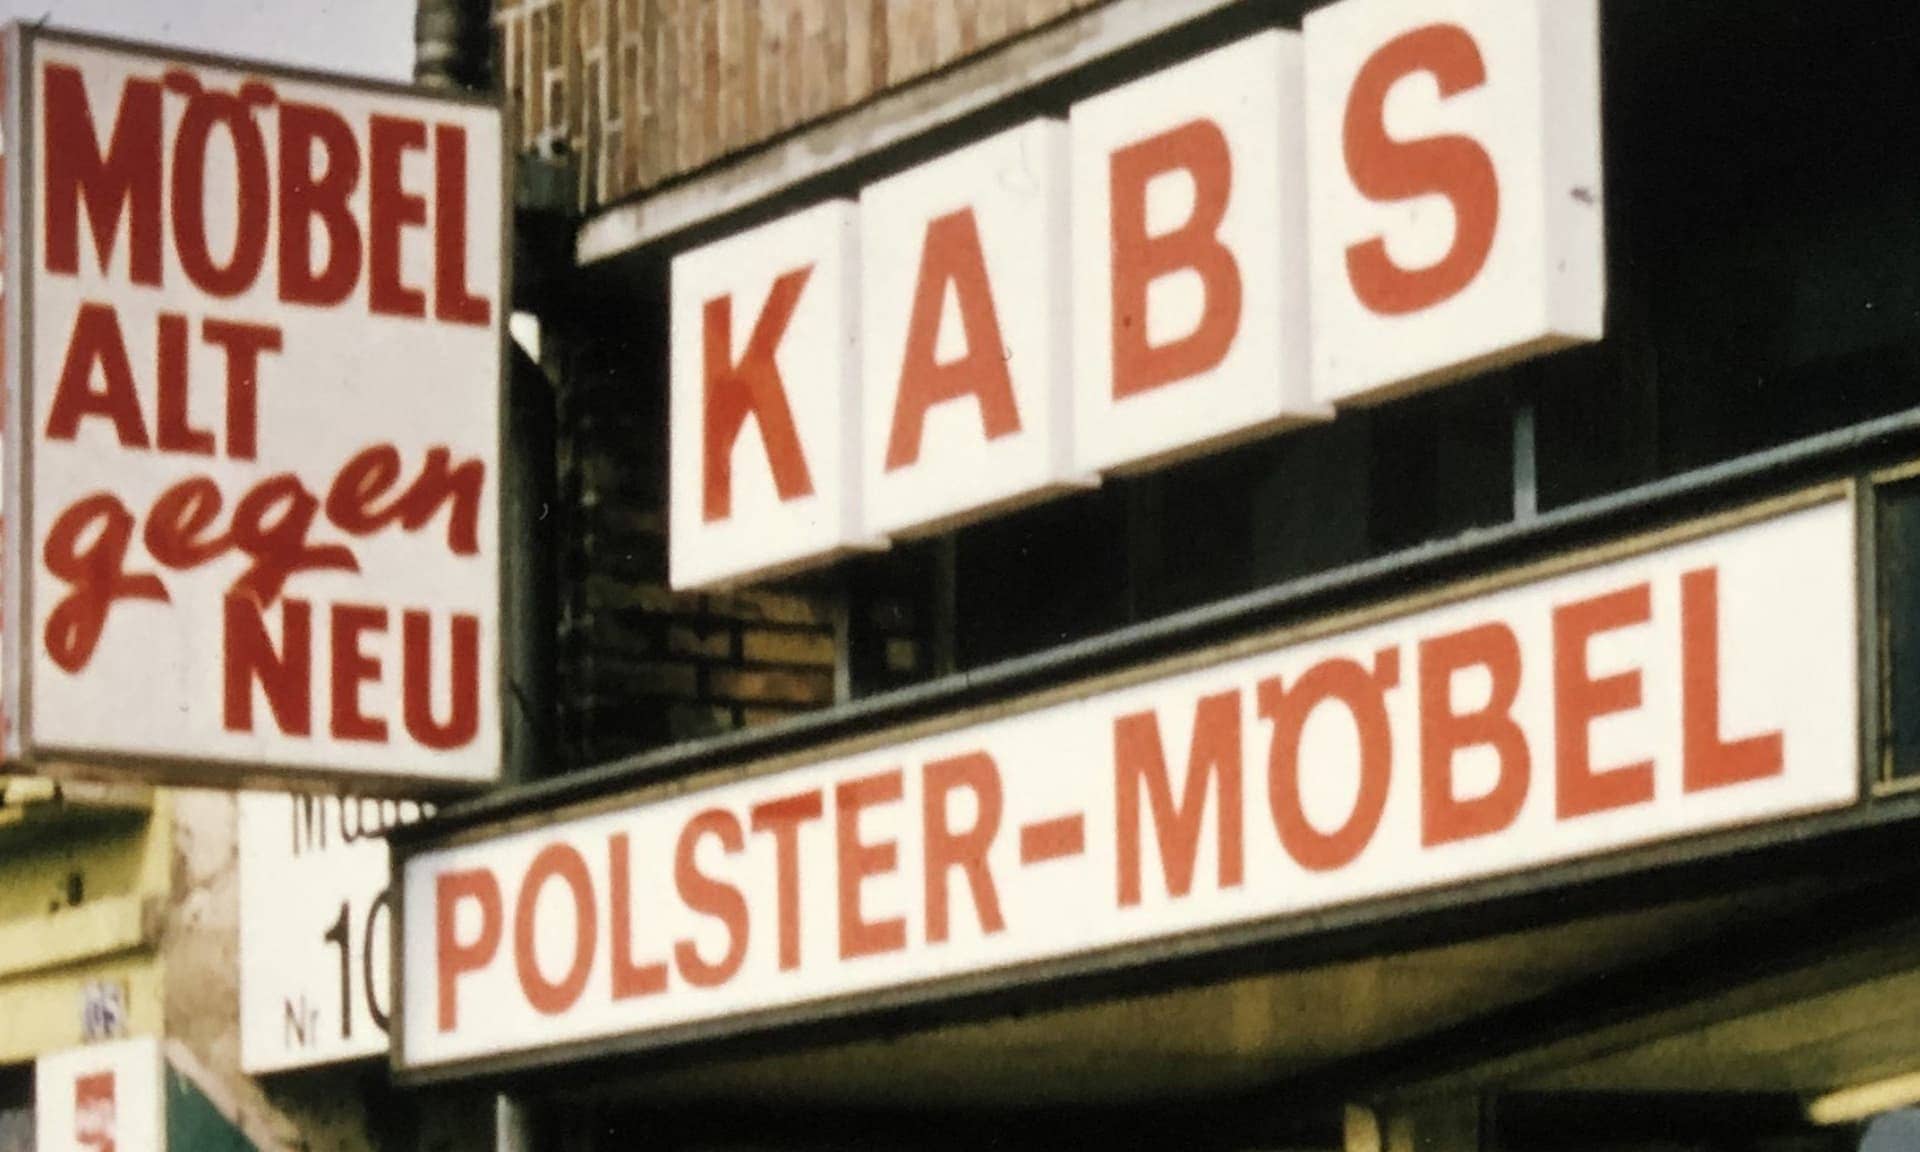 MÖBEL
ALT
gegen
NEU
KABS
POLSTER-MÖBEL
Nr